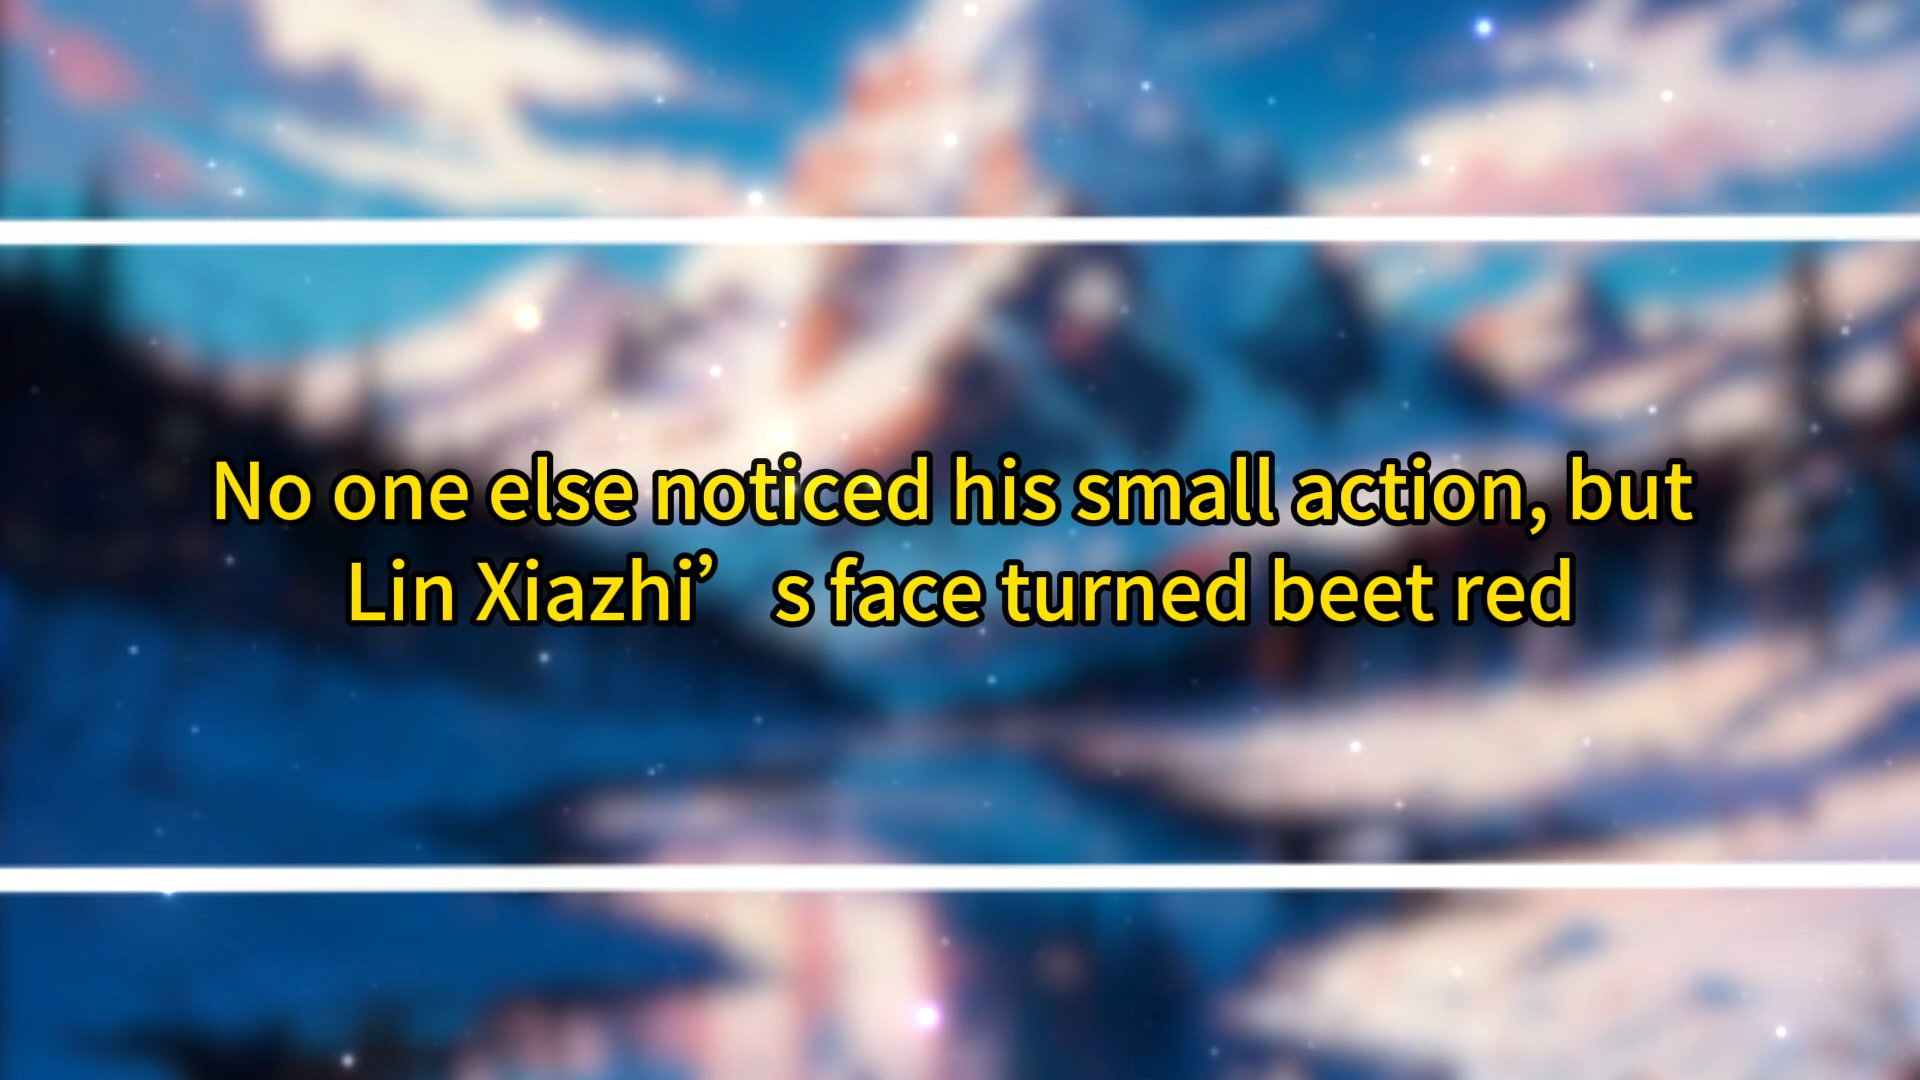 No one else noticed his small action, but
Lin Xiazhi’s face turned beet red